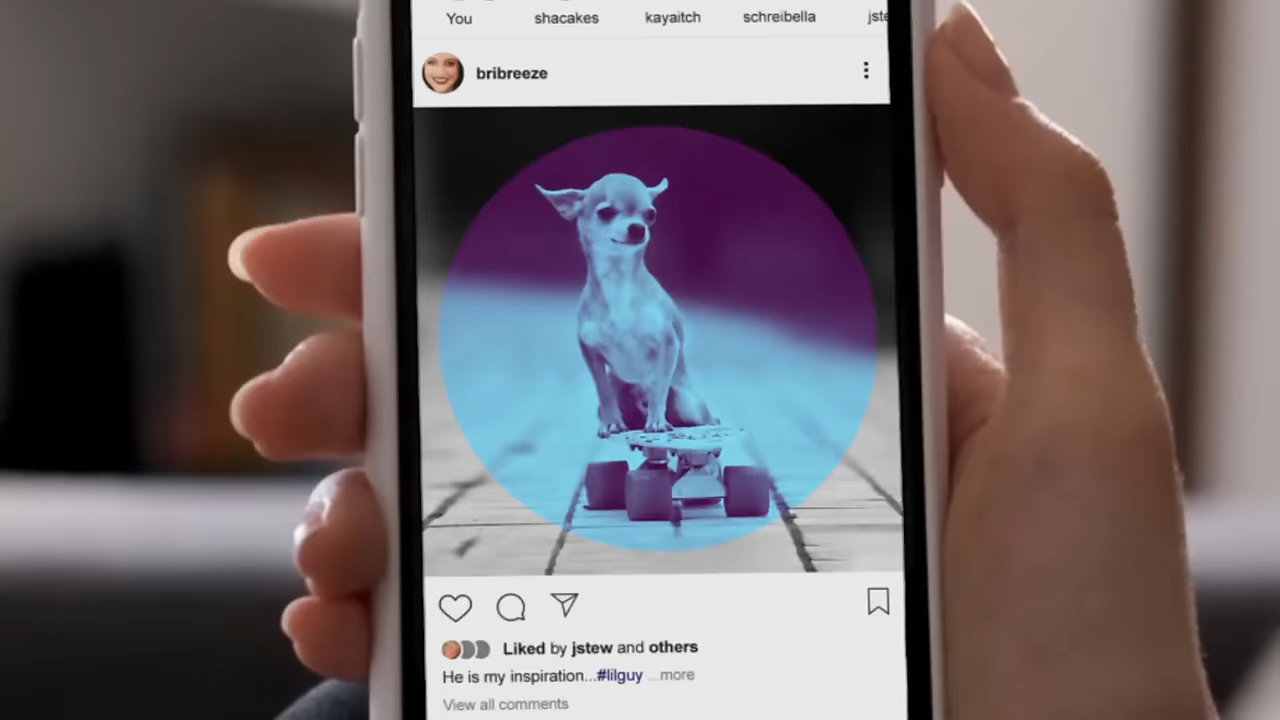 You shacakes kayaitch schreibella
bribreeze
Liked by jstew and others
He is my inspiration...#lilguy ...more
View all comments